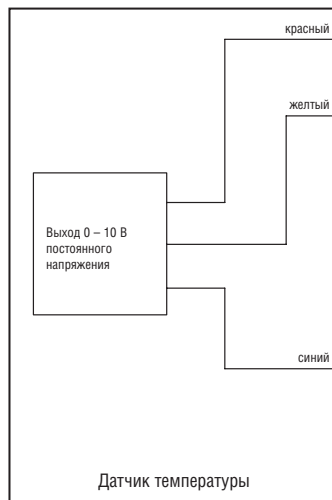 красный
желтый
Выход 0 – 10 В
постоянного
напряжения
синий
Датчик температуры